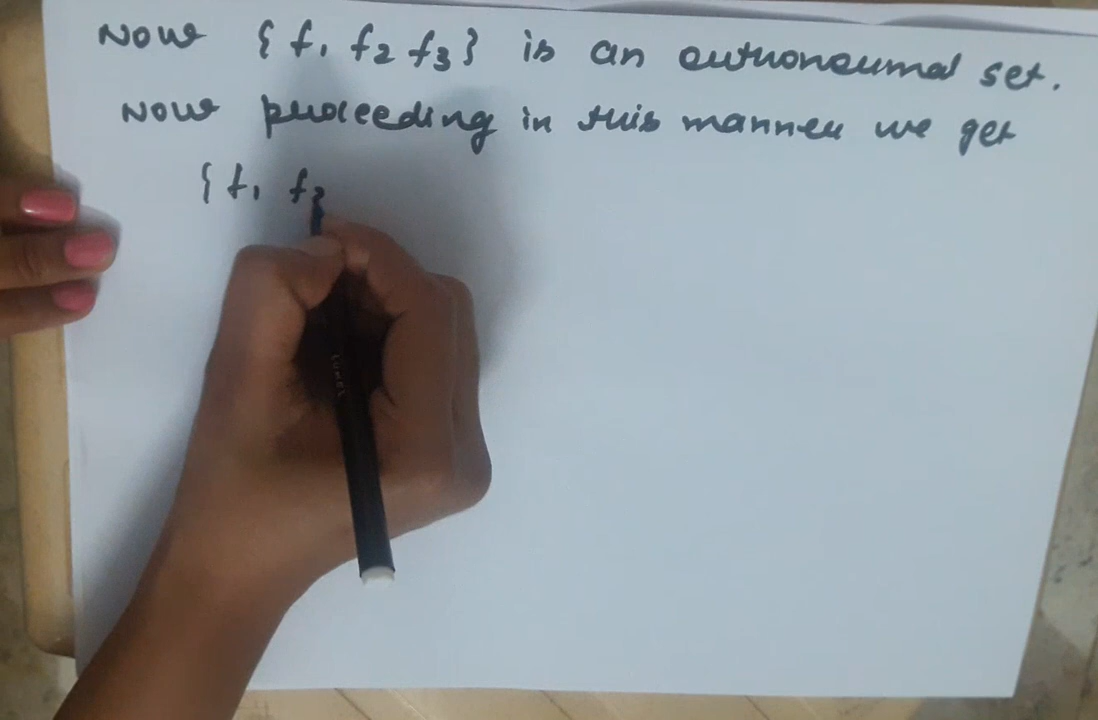 Now { f1 f2 f3 } is an orthonormal set.
Now proceeding in this manner we get
{ f1 f2